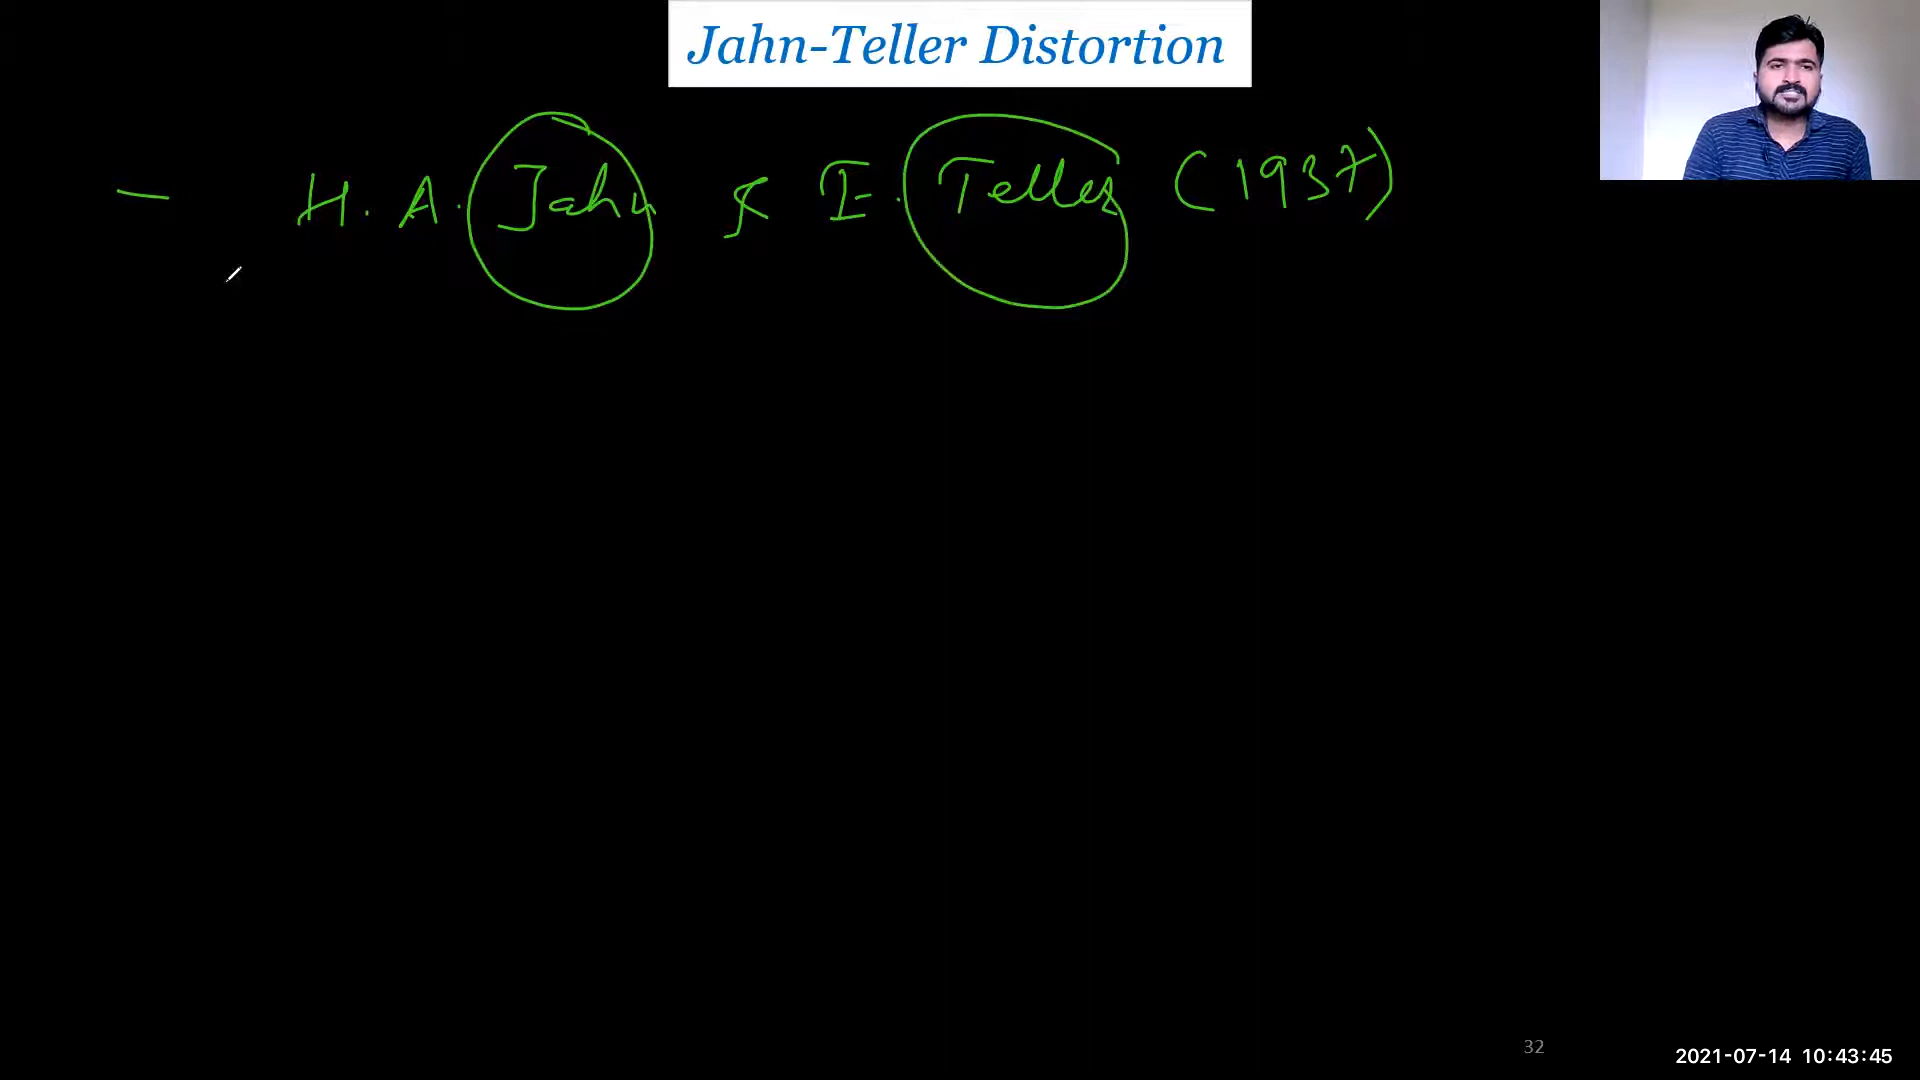 Jahn-Teller Distortion
— H. A. Jahn & E. Teller (1937)
32
2021-07-14 10:43:45